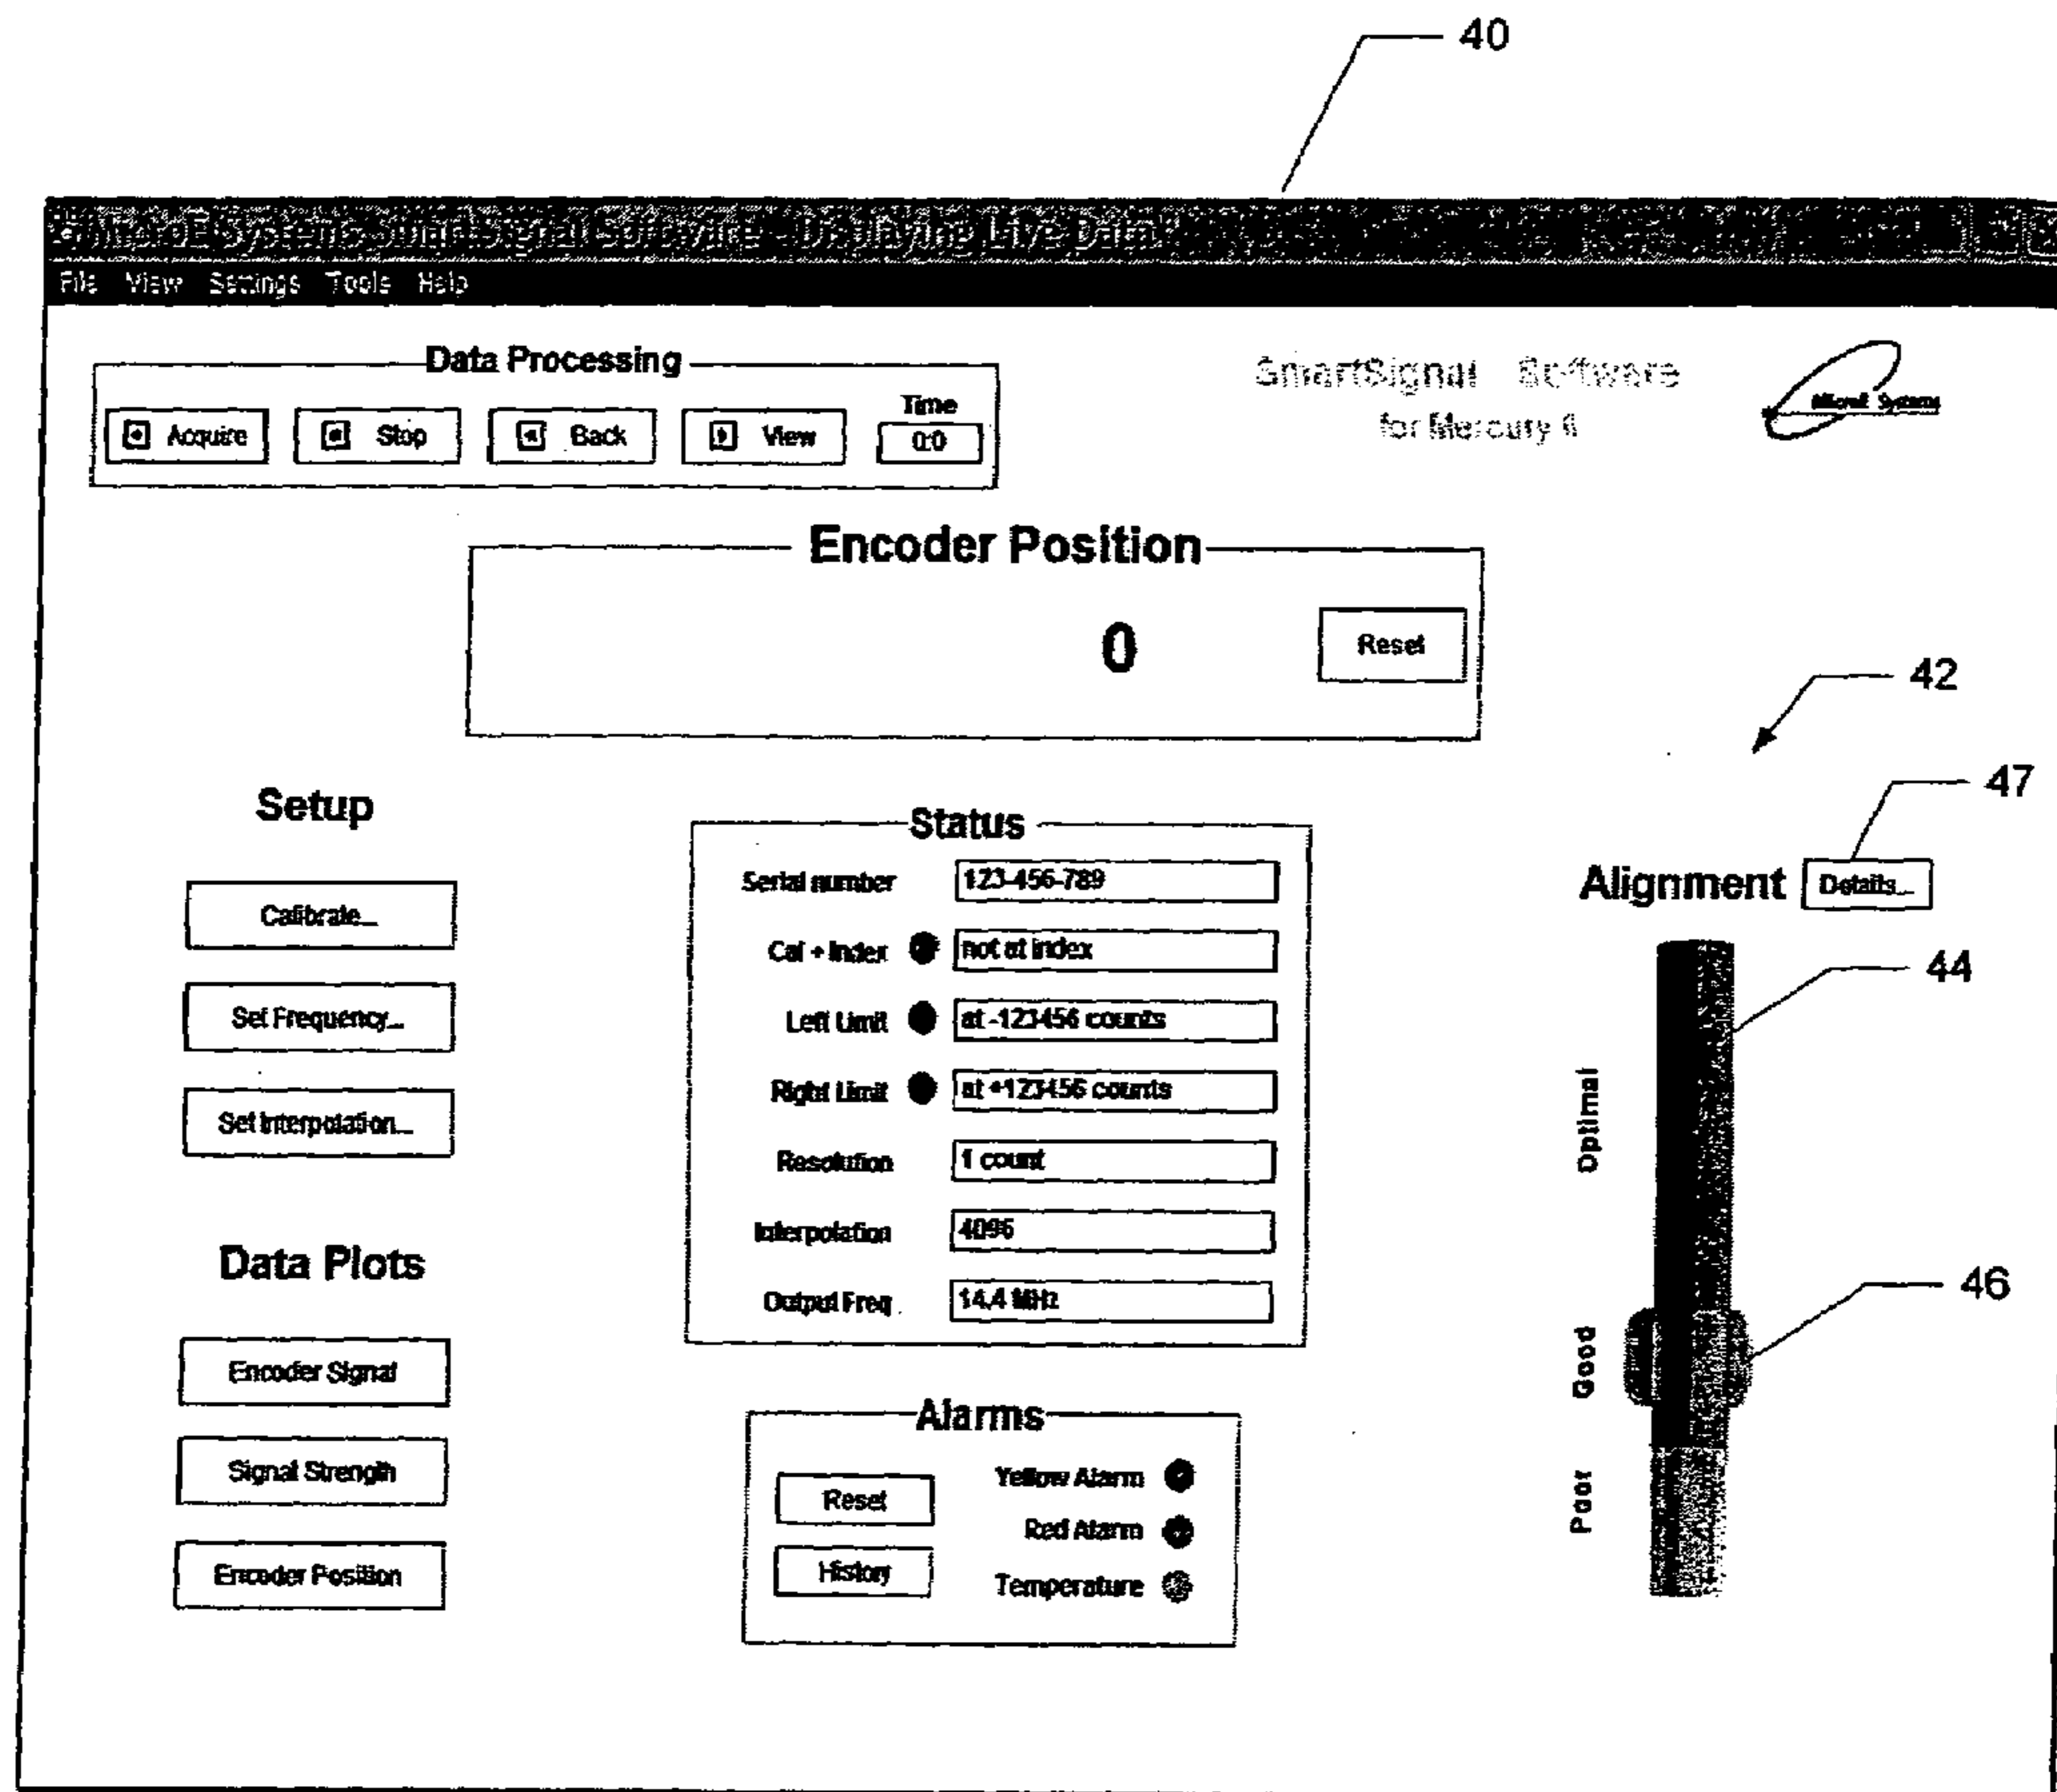 40
MicroE Systems SmartSignal Software - Displaying Live Data
File View Settings Tools Help
Data Processing
Acquire Stop Back View Time 0:0
SmartSignal Software
for Mercury II
MicroE Systems
Encoder Position
0 Reset
42
47
Setup
Calibrate...
Set Frequency...
Set Interpolation...
Data Plots
Encoder Signal
Signal Strength
Encoder Position
Status
Serial number 123-456-789
Cal + Index not at index
Left Limit at -123456 counts
Right Limit at +123456 counts
Resolution 1 count
Interpolation 4096
Output Freq 14.4 MHz
Alarms
Reset
History
Yellow Alarm
Red Alarm
Temperature
Alignment Details...
44
Optimal
46
Good
Poor